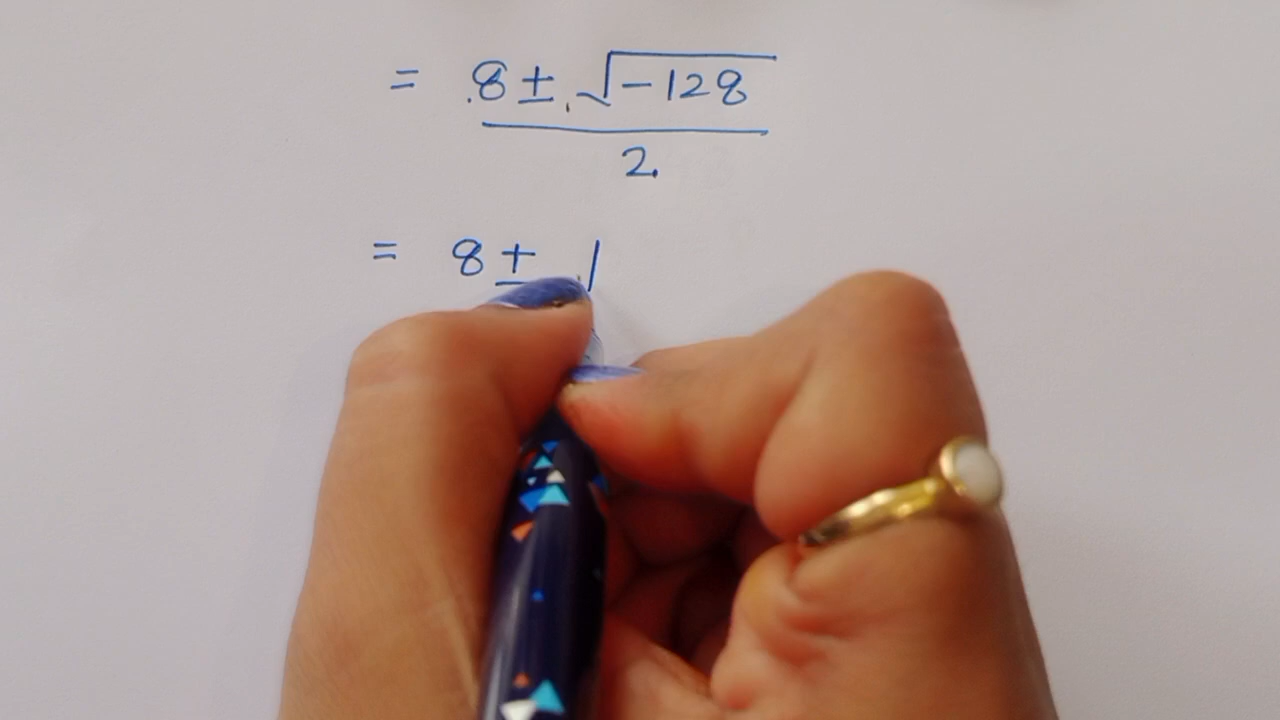 = 8 ± √-128
2.
= 8 ±